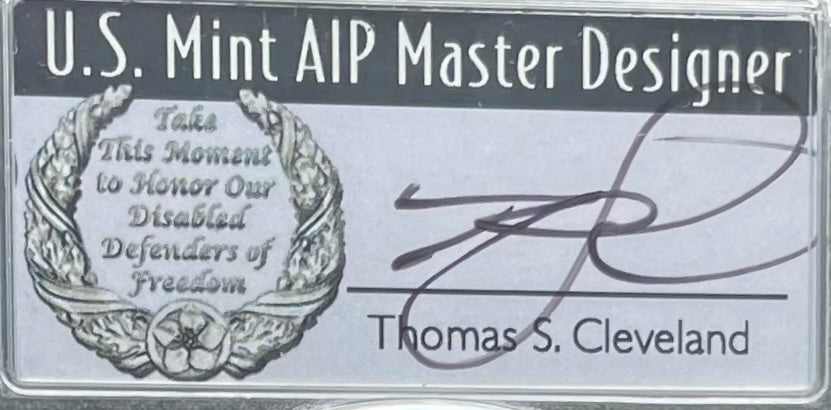 U.S. Mint AIP Master Designer
Take
This Moment
to Honor Our
Disabled
Defenders of
Freedom
Thomas S. Cleveland